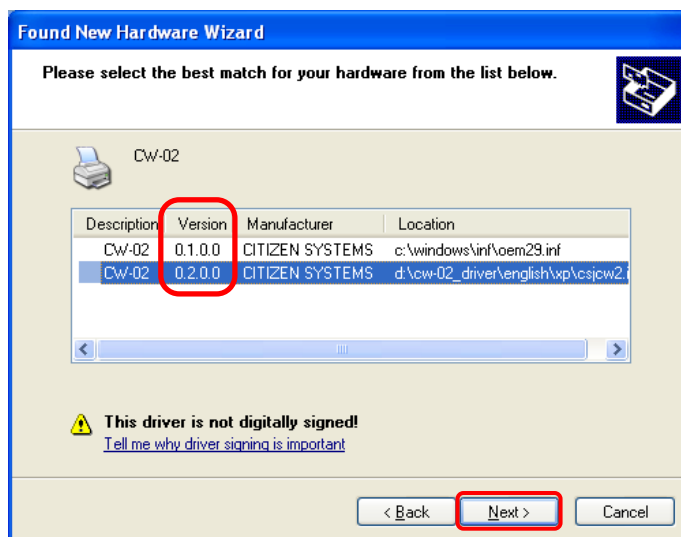 Found New Hardware Wizard
Please select the best match for your hardware from the list below.
CW-02
Description Version Manufacturer Location
CW-02 0.1.0.0 CITIZEN SYSTEMS c:\windows\inf\oem29.inf
CW-02 0.2.0.0 CITIZEN SYSTEMS d:\cw-02_driver\english\xp\csjcw2.i
This driver is not digitally signed!
Tell me why driver signing is important
< Back Next > Cancel